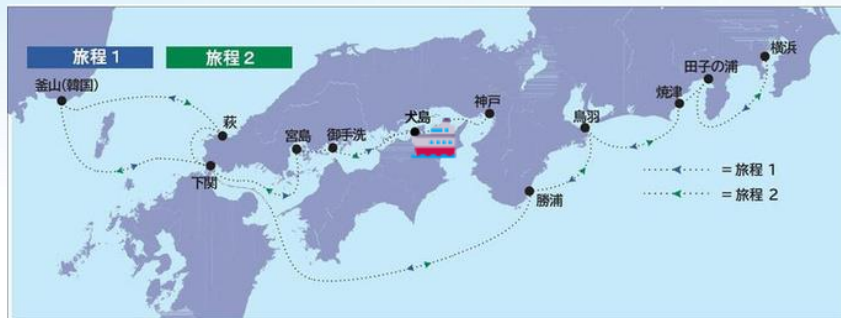 旅程1
旅程2
横浜
田子の浦
釜山(韓国)
焼津
神戸
犬島
鳥羽
萩
宮島
御手洗
= 旅程 1
下関
= 旅程 2
勝浦